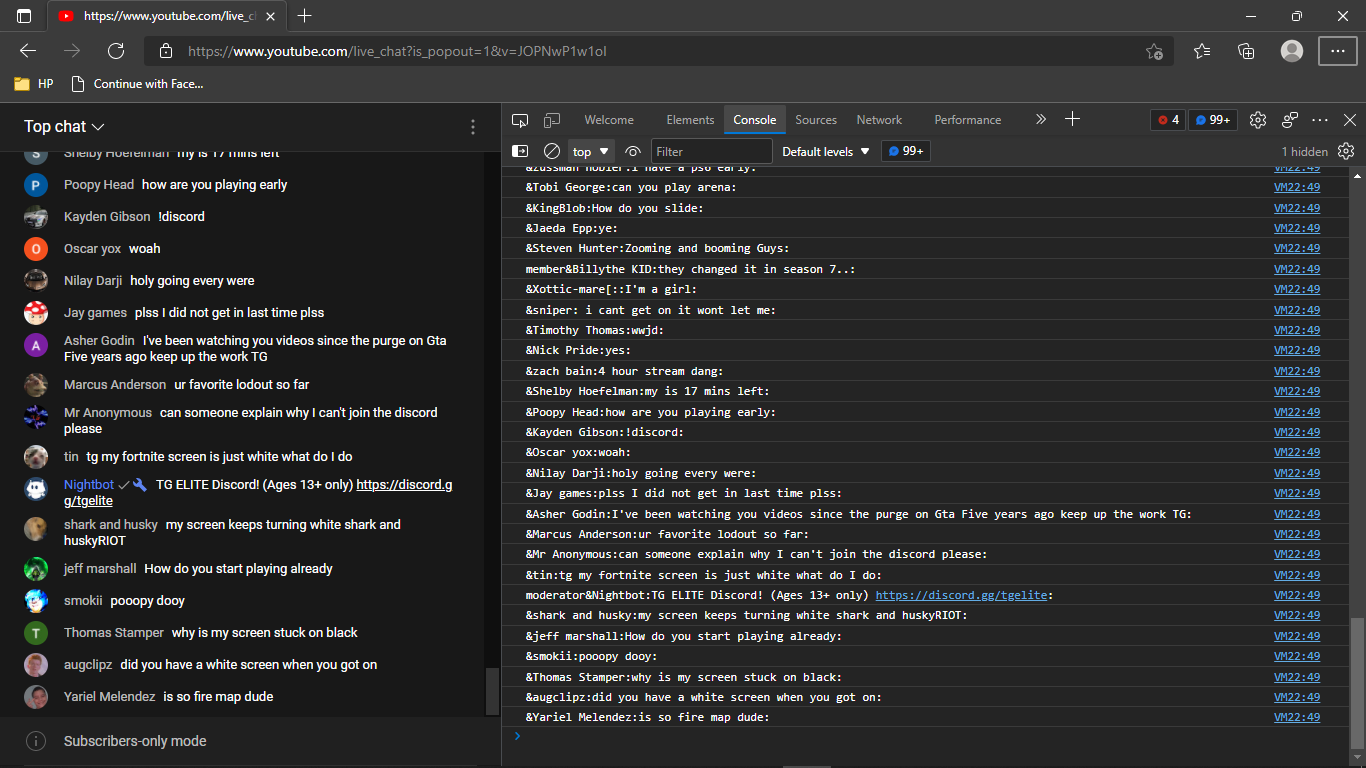 https://www.youtube.com/live_c
https://www.youtube.com/live_chat?is_popout=1&v=JOPNwP1w1oI
HP
Continue with Face...
Top chat
S
Shelby Hoefelman my is 17 mins left
P
Poopy Head how are you playing early
Kayden Gibson !discord
O
Oscar yox woah
Nilay Darji holy going every were
Jay games plss I did not get in last time plss
A
Asher Godin I've been watching you videos since the purge on Gta
Five years ago keep up the work TG
Marcus Anderson ur favorite lodout so far
Mr Anonymous can someone explain why I can't join the discord
please
tin tg my fortnite screen is just white what do I do
Nightbot TG ELITE Discord! (Ages 13+ only) https://discord.g
g/tgelite
shark and husky my screen keeps turning white shark and
huskyRIOT
jeff marshall How do you start playing already
smokii pooopy dooy
T
Thomas Stamper why is my screen stuck on black
augclipz did you have a white screen when you got on
Yariel Melendez is so fire map dude
Subscribers-only mode
Welcome Elements Console Sources Network Performance 4 99+
top Filter Default levels 99+ 1 hidden
&zussman nobler:i have a ps6 early: VM22:49
&Tobi George:can you play arena: VM22:49
&KingBlob:How do you slide: VM22:49
&Jaeda Epp:ye: VM22:49
&Steven Hunter:Zooming and booming Guys: VM22:49
member&Billythe KID:they changed it in season 7..: VM22:49
&Xottic-mare[::I'm a girl: VM22:49
&sniper: i cant get on it wont let me: VM22:49
&Timothy Thomas:wwjd: VM22:49
&Nick Pride:yes: VM22:49
&zach bain:4 hour stream dang: VM22:49
&Shelby Hoefelman:my is 17 mins left: VM22:49
&Poopy Head:how are you playing early: VM22:49
&Kayden Gibson:!discord: VM22:49
&Oscar yox:woah: VM22:49
&Nilay Darji:holy going every were: VM22:49
&Jay games:plss I did not get in last time plss: VM22:49
&Asher Godin:I've been watching you videos since the purge on Gta Five years ago keep up the work TG: VM22:49
&Marcus Anderson:ur favorite lodout so far: VM22:49
&Mr Anonymous:can someone explain why I can't join the discord please: VM22:49
&tin:tg my fortnite screen is just white what do I do: VM22:49
moderator&Nightbot:TG ELITE Discord! (Ages 13+ only) https://discord.gg/tgelite: VM22:49
&shark and husky:my screen keeps turning white shark and huskyRIOT: VM22:49
&jeff marshall:How do you start playing already: VM22:49
&smokii:pooopy dooy: VM22:49
&Thomas Stamper:why is my screen stuck on black: VM22:49
&augclipz:did you have a white screen when you got on: VM22:49
&Yariel Melendez:is so fire map dude: VM22:49